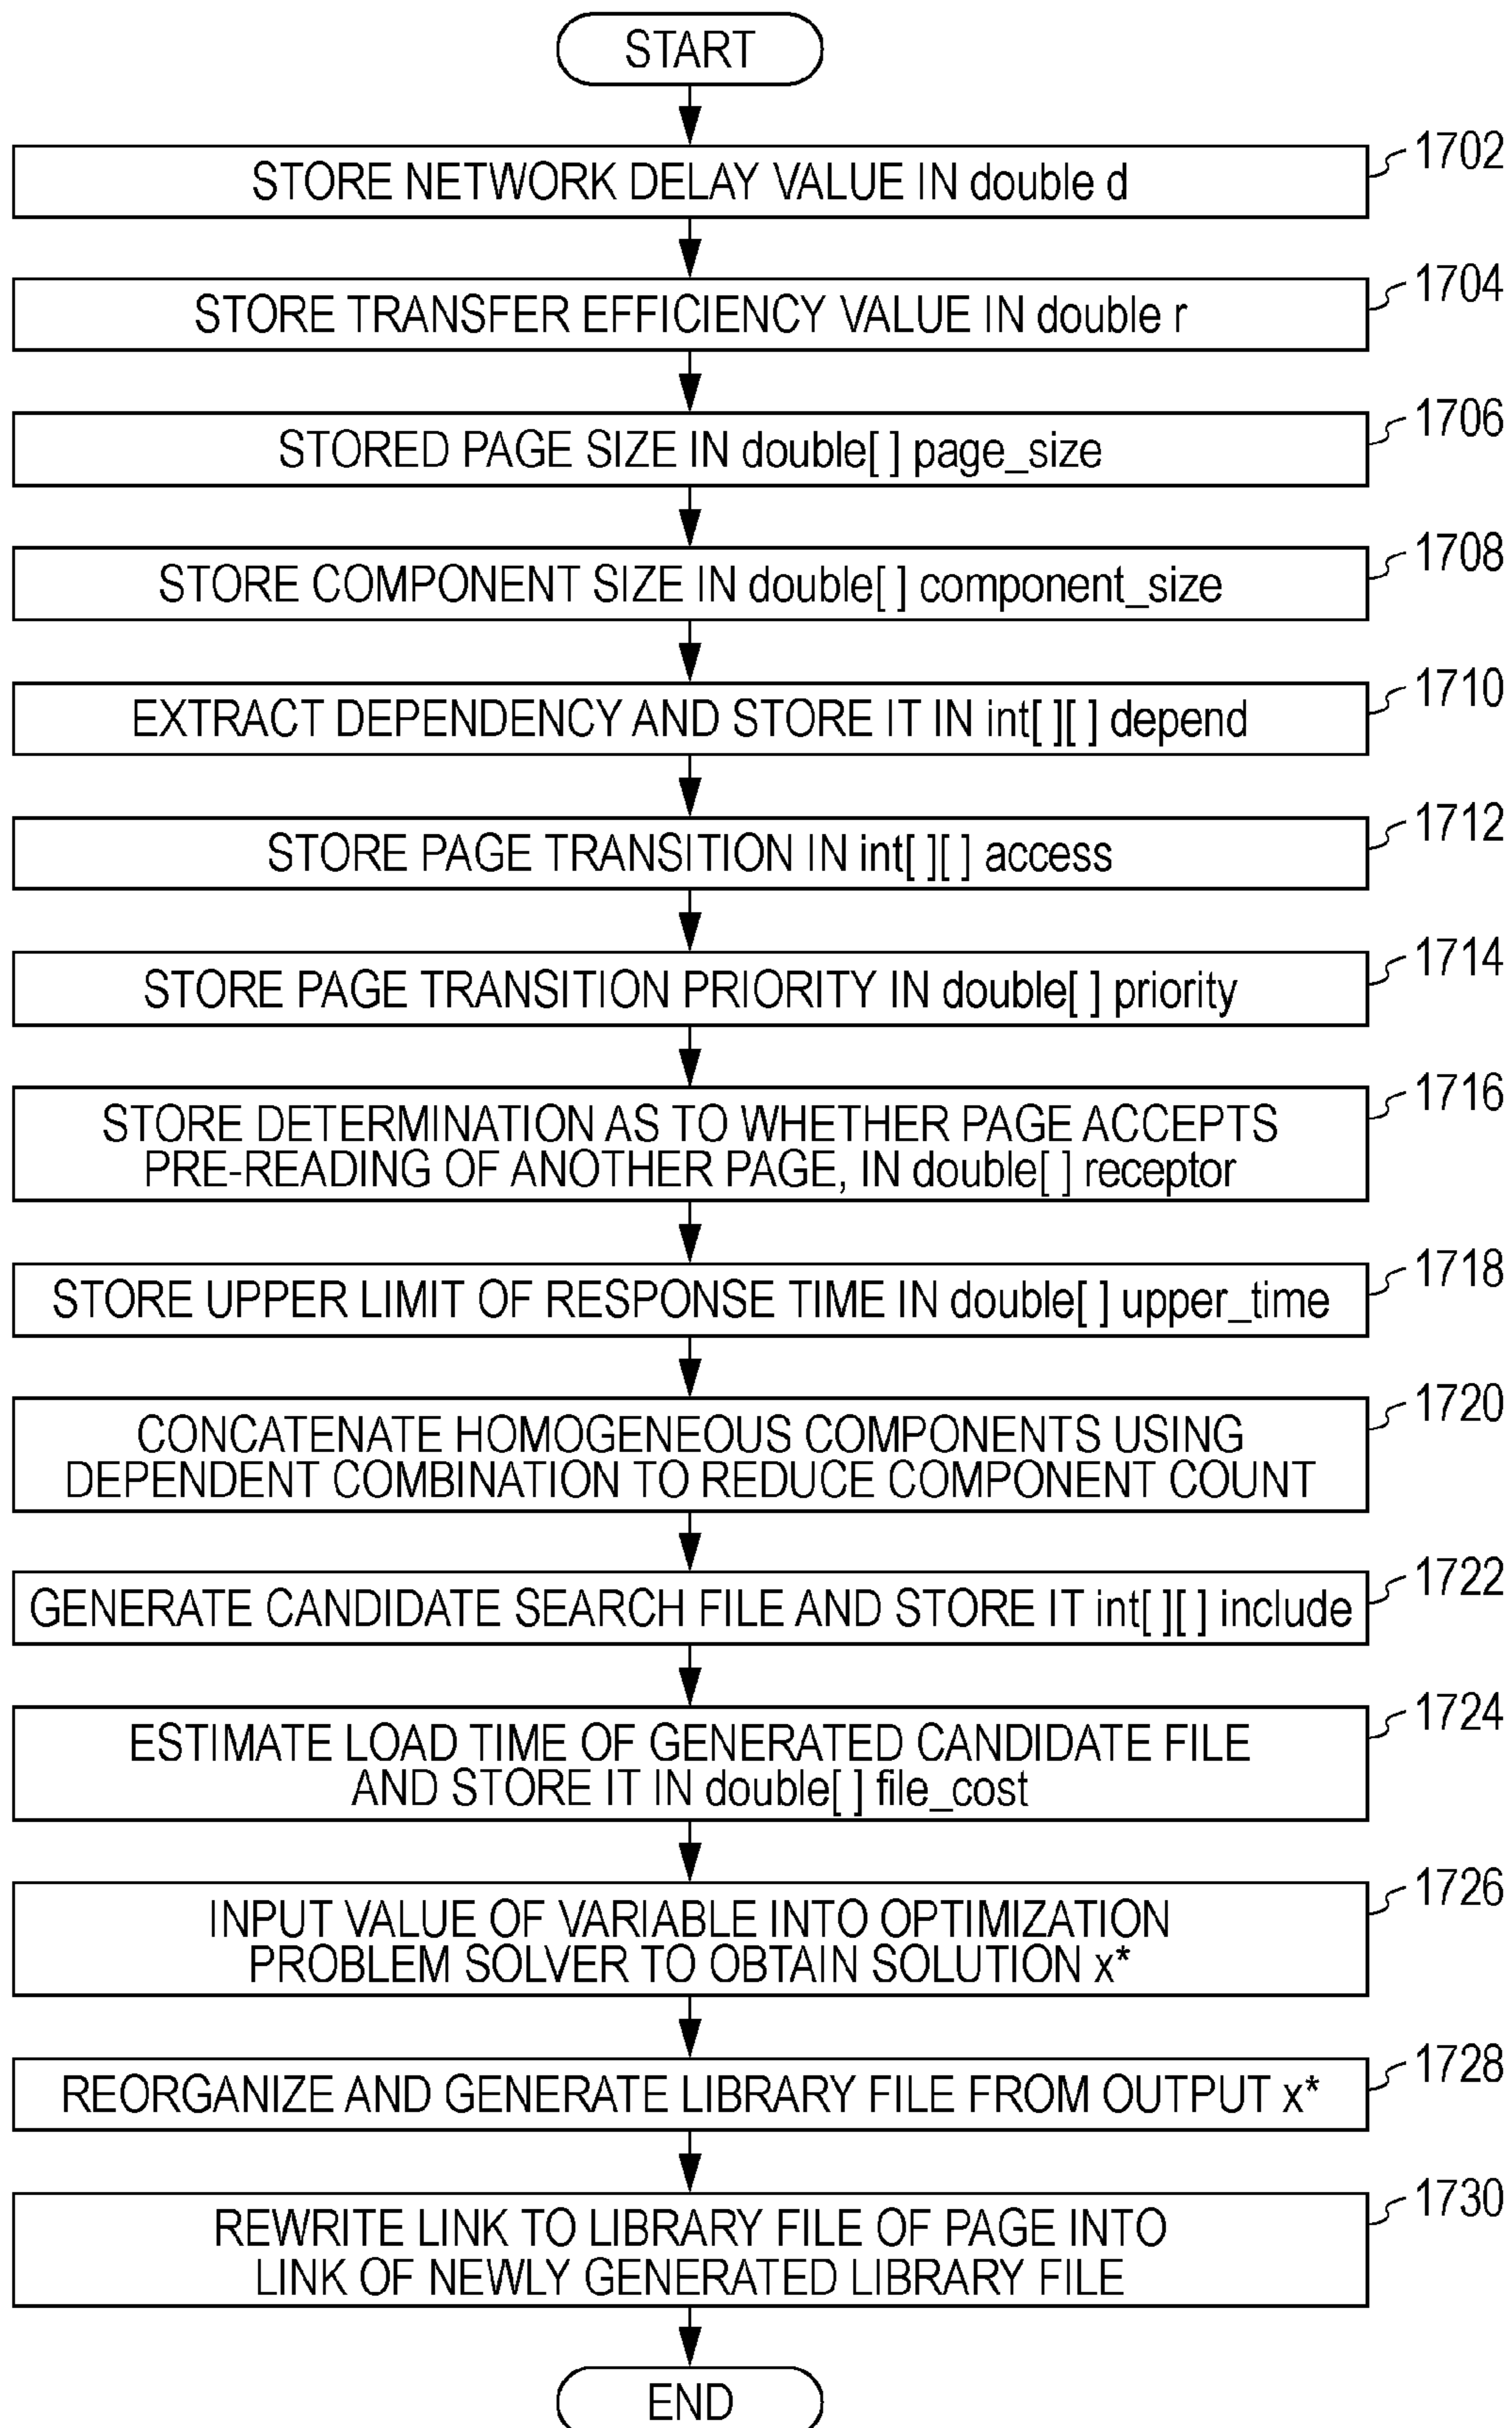 START
1702
STORE NETWORK DELAY VALUE IN double d
1704
STORE TRANSFER EFFICIENCY VALUE IN double r
1706
STORED PAGE SIZE IN double[ ] page_size
1708
STORE COMPONENT SIZE IN double[ ] component_size
1710
EXTRACT DEPENDENCY AND STORE IT IN int[ ][ ] depend
1712
STORE PAGE TRANSITION IN int[ ][ ] access
1714
STORE PAGE TRANSITION PRIORITY IN double[ ] priority
1716
STORE DETERMINATION AS TO WHETHER PAGE ACCEPTS
PRE-READING OF ANOTHER PAGE, IN double[ ] receptor
1718
STORE UPPER LIMIT OF RESPONSE TIME IN double[ ] upper_time
1720
CONCATENATE HOMOGENEOUS COMPONENTS USING
DEPENDENT COMBINATION TO REDUCE COMPONENT COUNT
1722
GENERATE CANDIDATE SEARCH FILE AND STORE IT int[ ][ ] include
1724
ESTIMATE LOAD TIME OF GENERATED CANDIDATE FILE
AND STORE IT IN double[ ] file_cost
1726
INPUT VALUE OF VARIABLE INTO OPTIMIZATION
PROBLEM SOLVER TO OBTAIN SOLUTION x*
1728
REORGANIZE AND GENERATE LIBRARY FILE FROM OUTPUT x*
1730
REWRITE LINK TO LIBRARY FILE OF PAGE INTO
LINK OF NEWLY GENERATED LIBRARY FILE
END